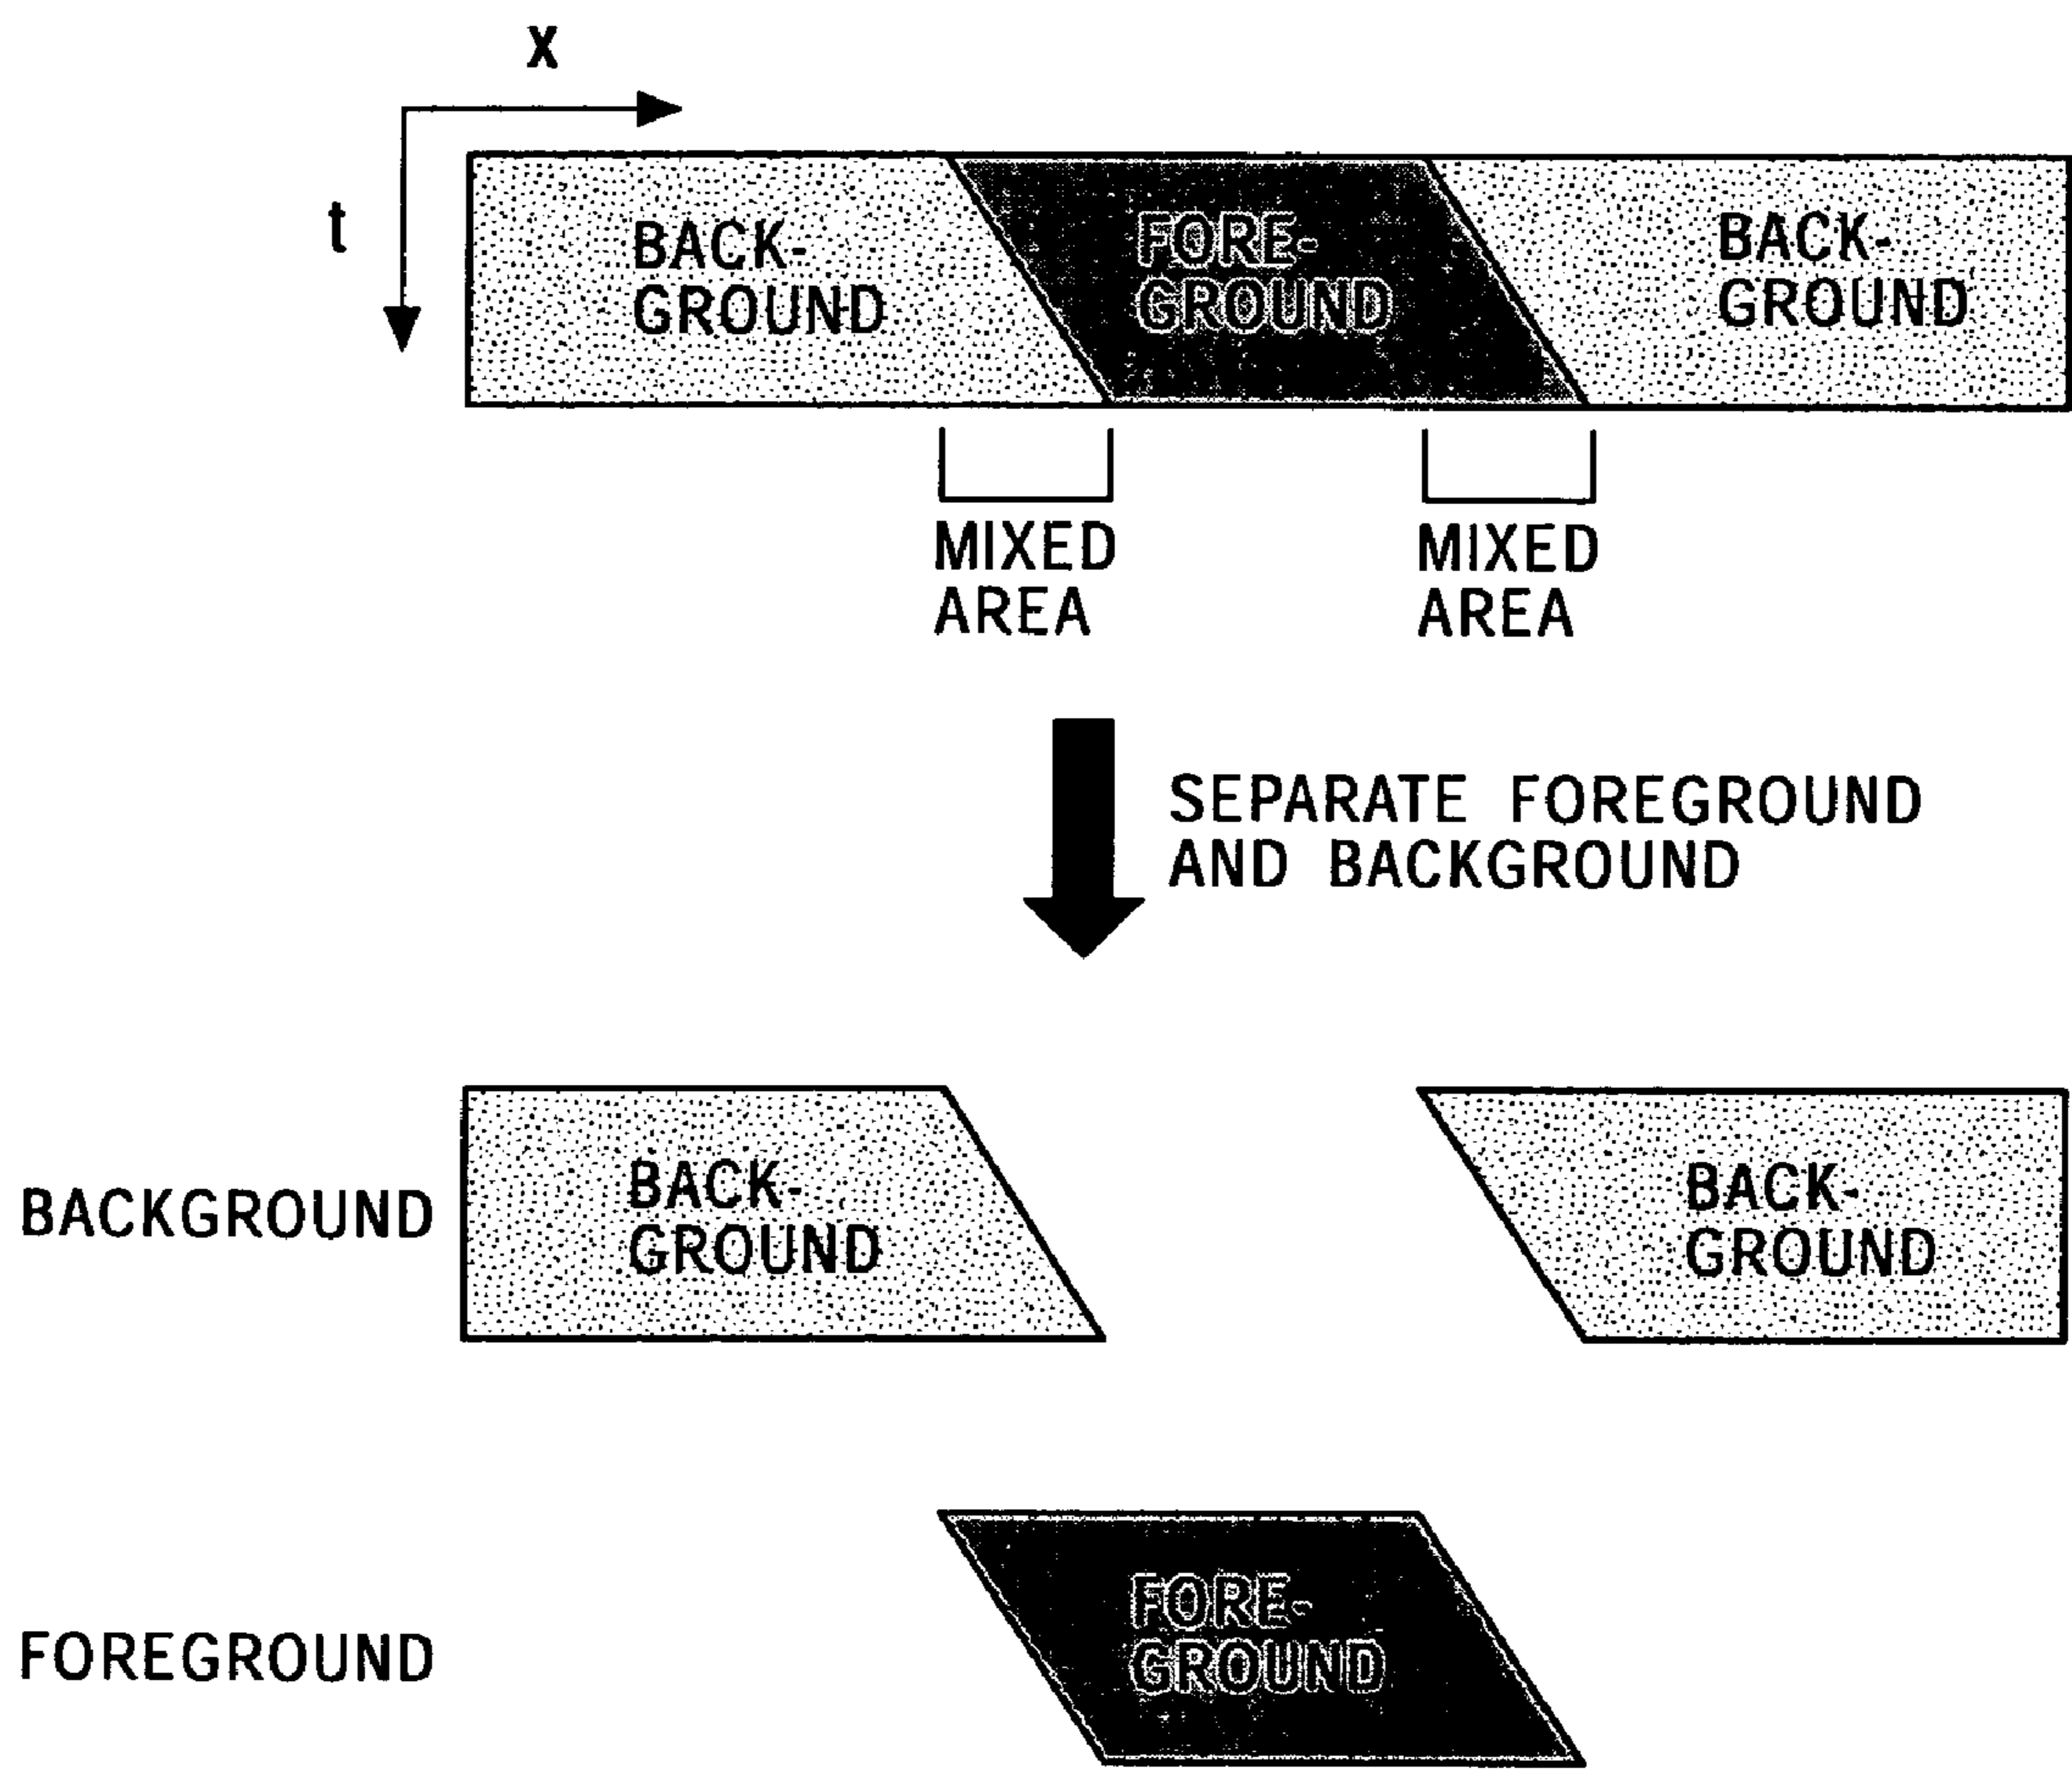 x
t
BACK-
GROUND
FORE-
GROUND
BACK-
GROUND
MIXED
AREA
MIXED
AREA
SEPARATE FOREGROUND
AND BACKGROUND
BACKGROUND
BACK-
GROUND
BACK-
GROUND
FOREGROUND
FORE-
GROUND